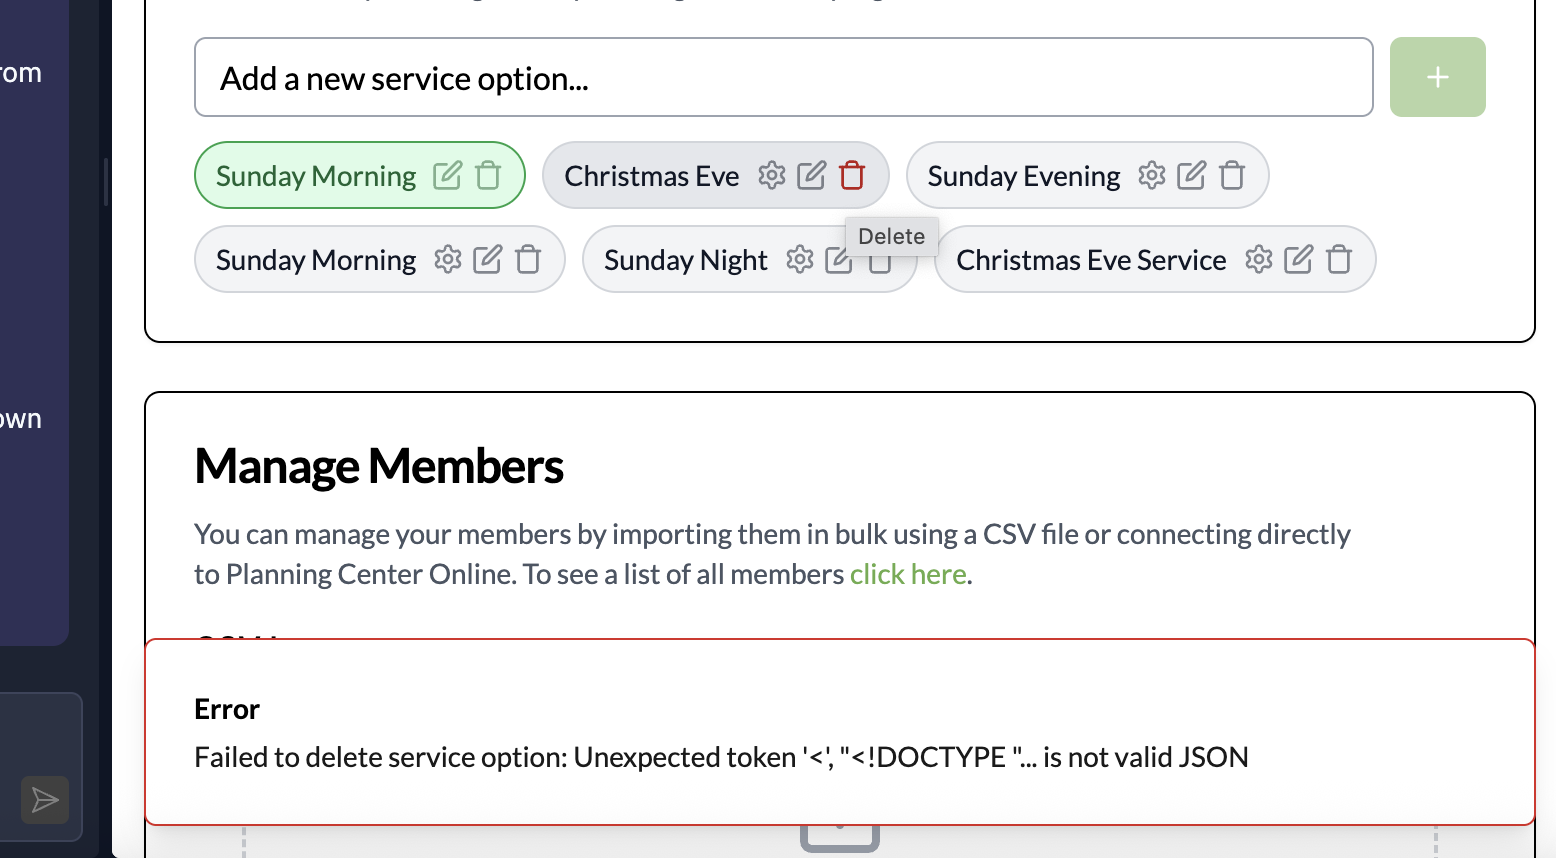 rom
own
Add a new service option...
+
Sunday Morning
Christmas Eve
Sunday Evening
Delete
Sunday Morning
Sunday Night
Christmas Eve Service
Manage Members
You can manage your members by importing them in bulk using a CSV file or connecting directly
to Planning Center Online. To see a list of all members click here.
Error
Failed to delete service option: Unexpected token '<', "<!DOCTYPE "... is not valid JSON